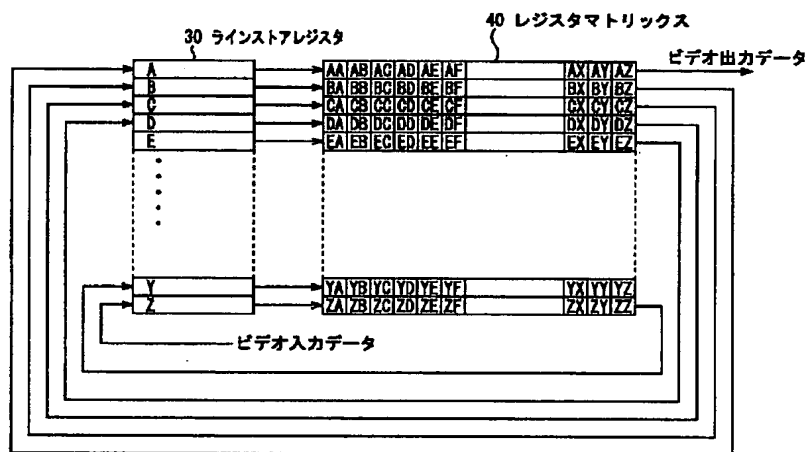 40 レジスタマトリックス
30 ラインストアレジスタ
ビデオ出力データ
A AA AB AC AD AE AF AX AY AZ
B BA BB BC BD BE BF BX BY BZ
C CA CB CC CD CE CF CX CY CZ
D DA DB DC DD DE DF DX DY DZ
E EA EB EC ED EE EF EX EY EZ
Y YA YB YC YD YE YF YX YY YZ
Z ZA ZB ZC ZD ZE ZF ZX ZY ZZ
ビデオ入力データ